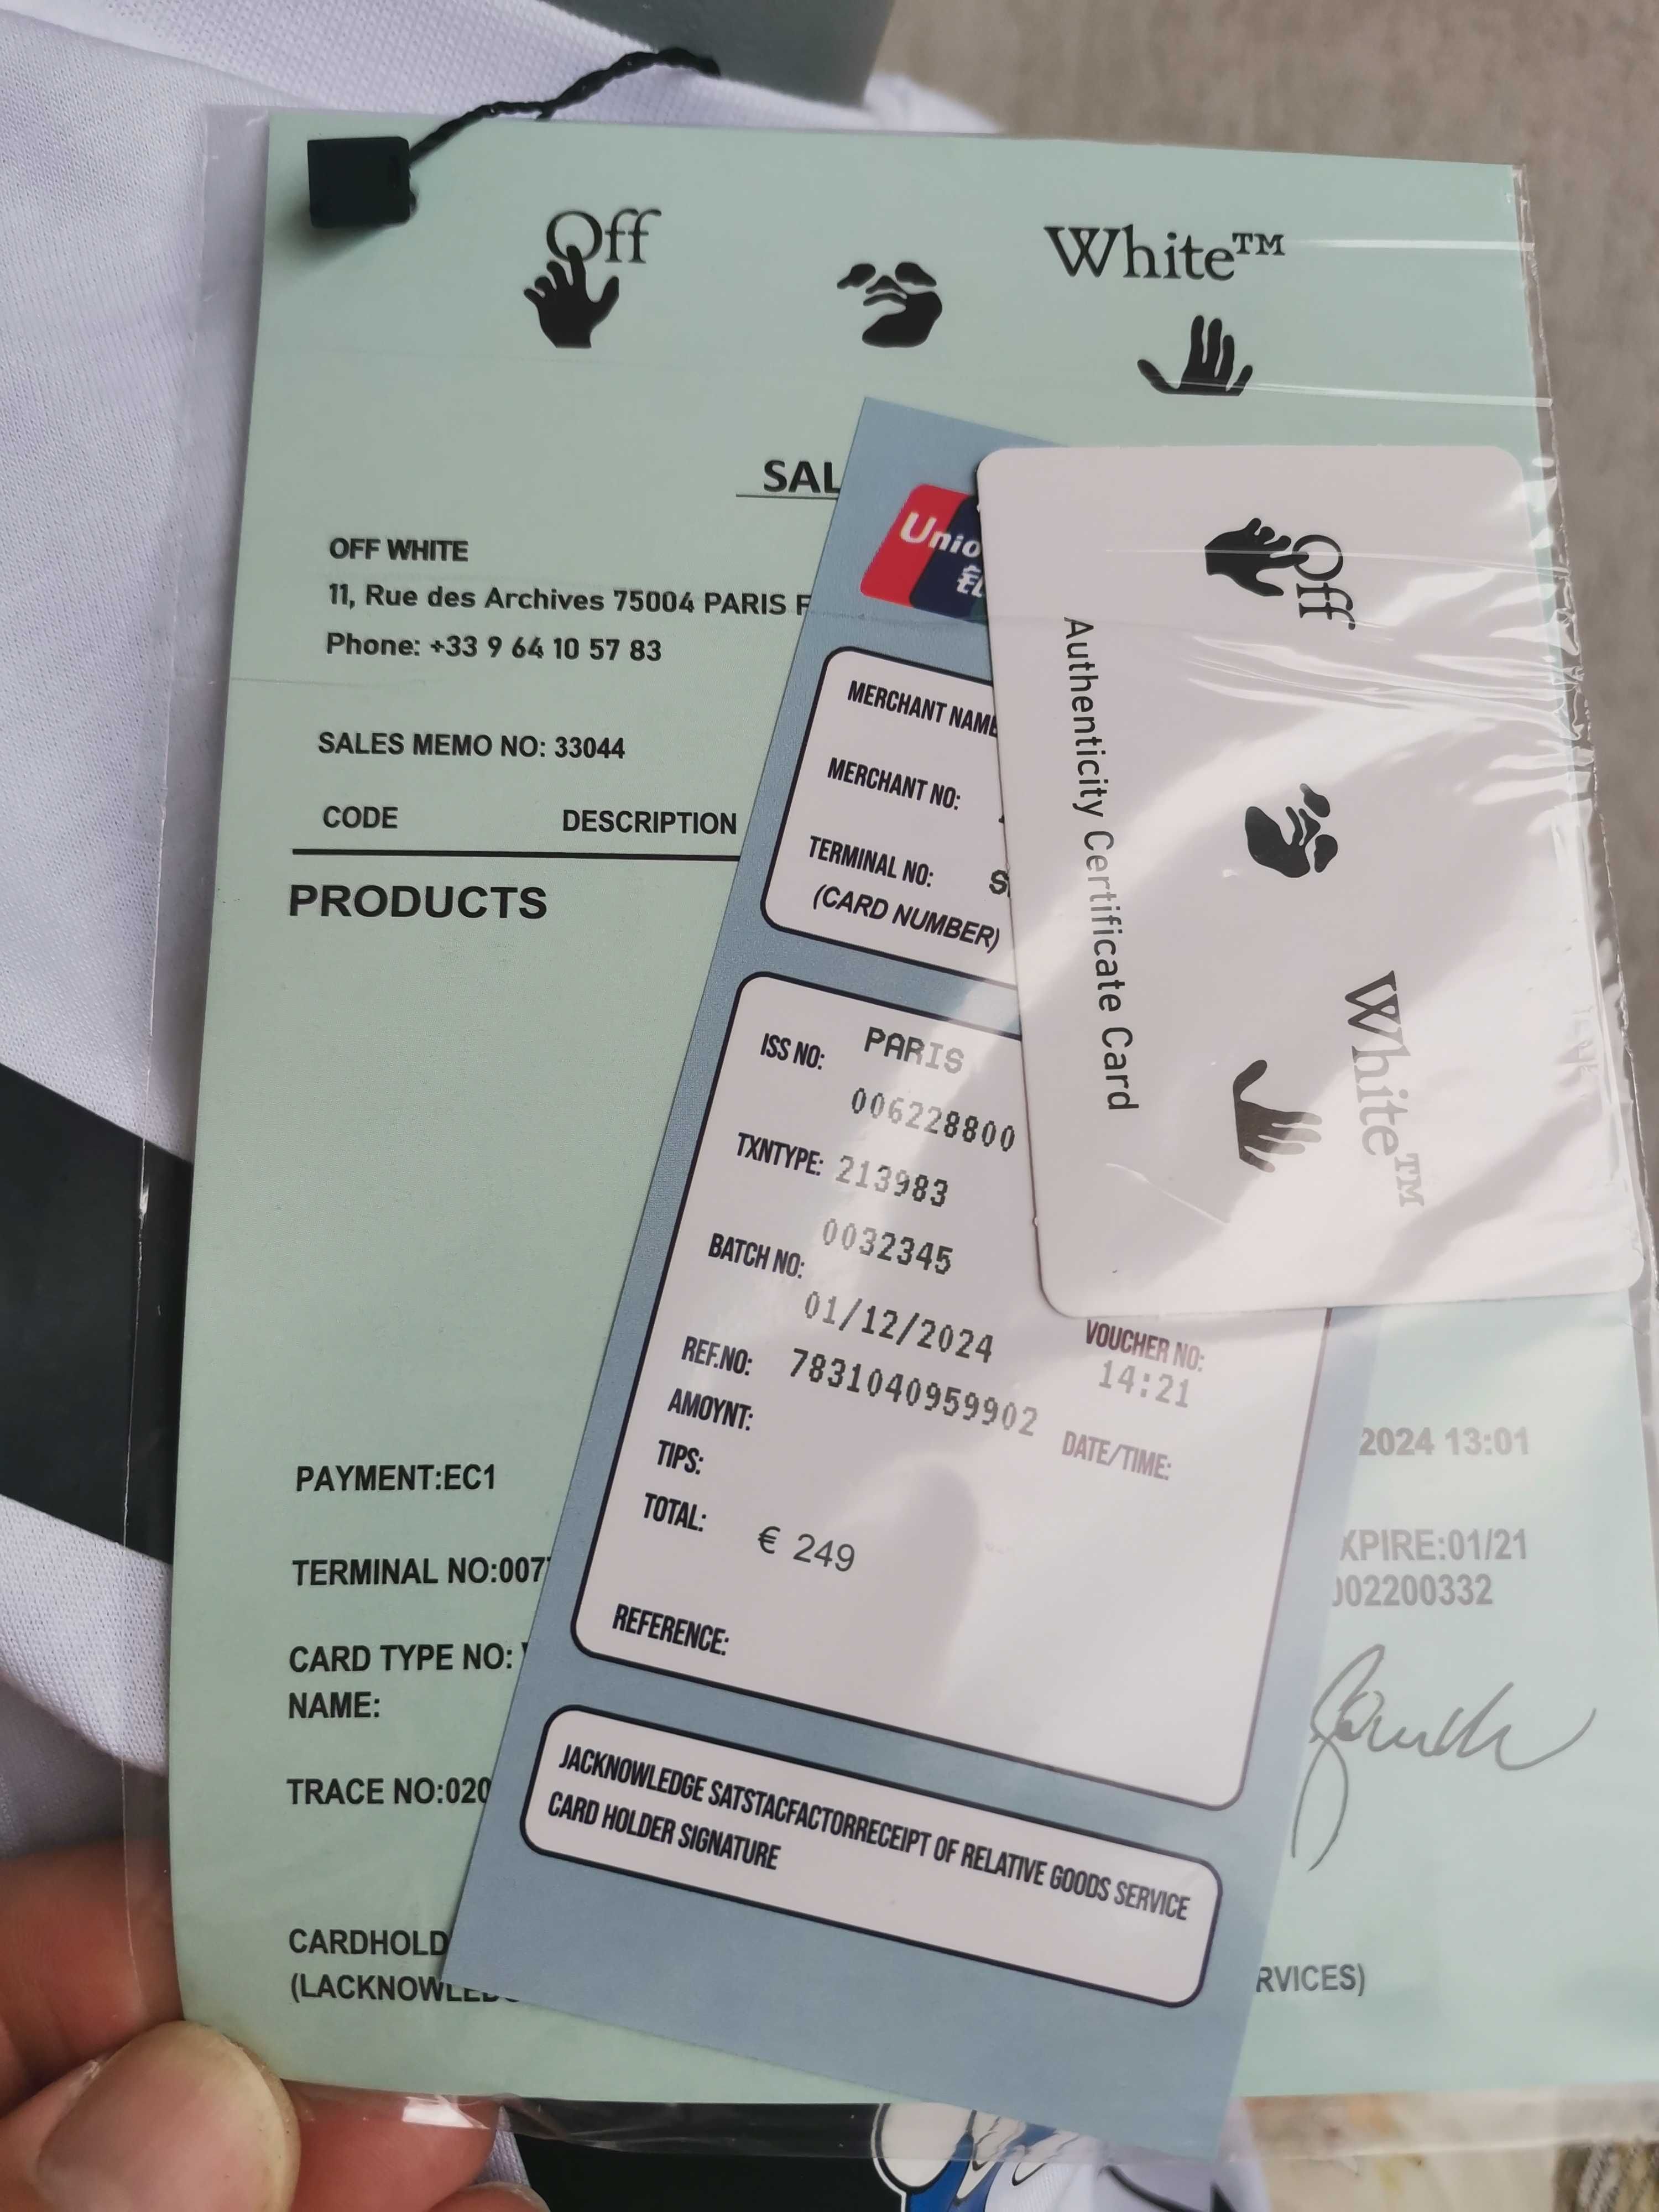 Off
White™
SAL
OFF WHITE
11, Rue des Archives 75004 PARIS F
Phone: +33 9 64 10 57 83
SALES MEMO NO: 33044
CODE DESCRIPTION
PRODUCTS
PAYMENT:EC1
2024 13:01
TERMINAL NO:007
XPIRE:01/21
002200332
CARD TYPE NO:
NAME:
TRACE NO:020
CARDHOLD
(LACKNOWLED
RVICES)
Unio
MERCHANT NAME
MERCHANT NO:
TERMINAL NO: S
(CARD NUMBER)
ISS NO: PARIS
006228800
TXNTYPE: 213983
0032345
BATCH NO:
01/12/2024
VOUCHER NO:
14:21
REF.NO: 7831040959902
DATE/TIME:
AMOYNT:
TIPS:
TOTAL: € 249
REFERENCE:
JACKNOWLEDGE SATSTACFACTORRECEIPT OF RELATIVE GOODS SERVICE
CARD HOLDER SIGNATURE
Off
White™
Authenticity Certificate Card